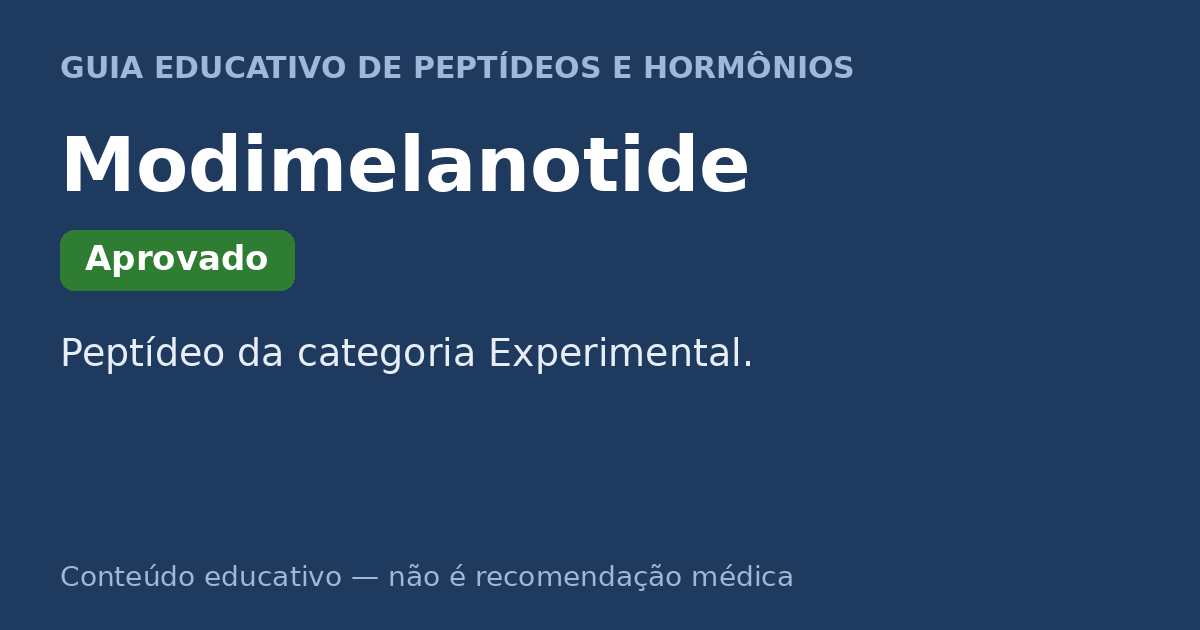 GUIA EDUCATIVO DE PEPTÍDEOS E HORMÔNIOS
Modimelanotide
Aprovado
Peptídeo da categoria Experimental.
Conteúdo educativo — não é recomendação médica